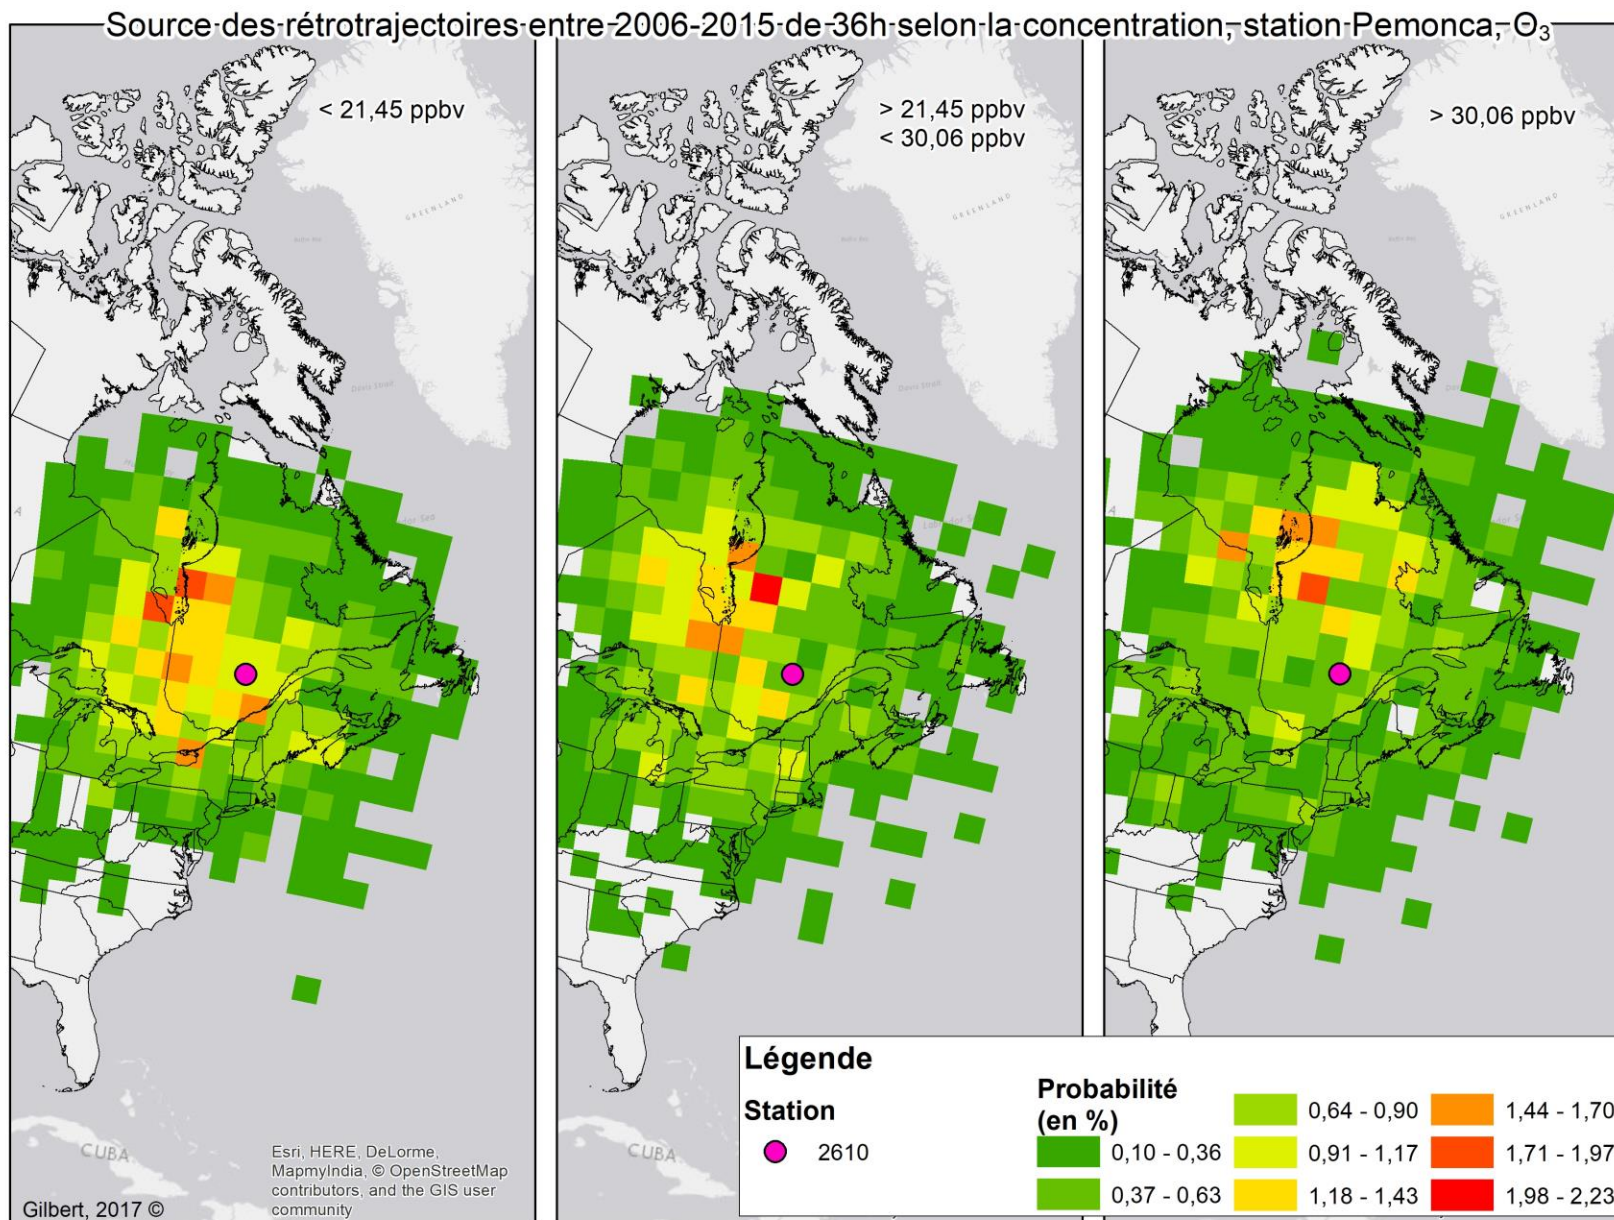 Source des rétrotrajectoires entre 2006-2015 de 36h selon la concentration, station Pemonca, O₃
< 21,45 ppbv
> 21,45 ppbv
< 30,06 ppbv
> 30,06 ppbv
GREENLAND
GREENLAND
GREENLAND
Davis Strait
Davis Strait
CUBA
CUBA
Esri, HERE, DeLorme,
MapmyIndia, © OpenStreetMap
contributors, and the GIS user
community
Gilbert, 2017 ©
Légende
Station
2610
Probabilité
(en %)
0,10 - 0,36
0,37 - 0,63
0,64 - 0,90
0,91 - 1,17
1,18 - 1,43
1,44 - 1,70
1,71 - 1,97
1,98 - 2,23